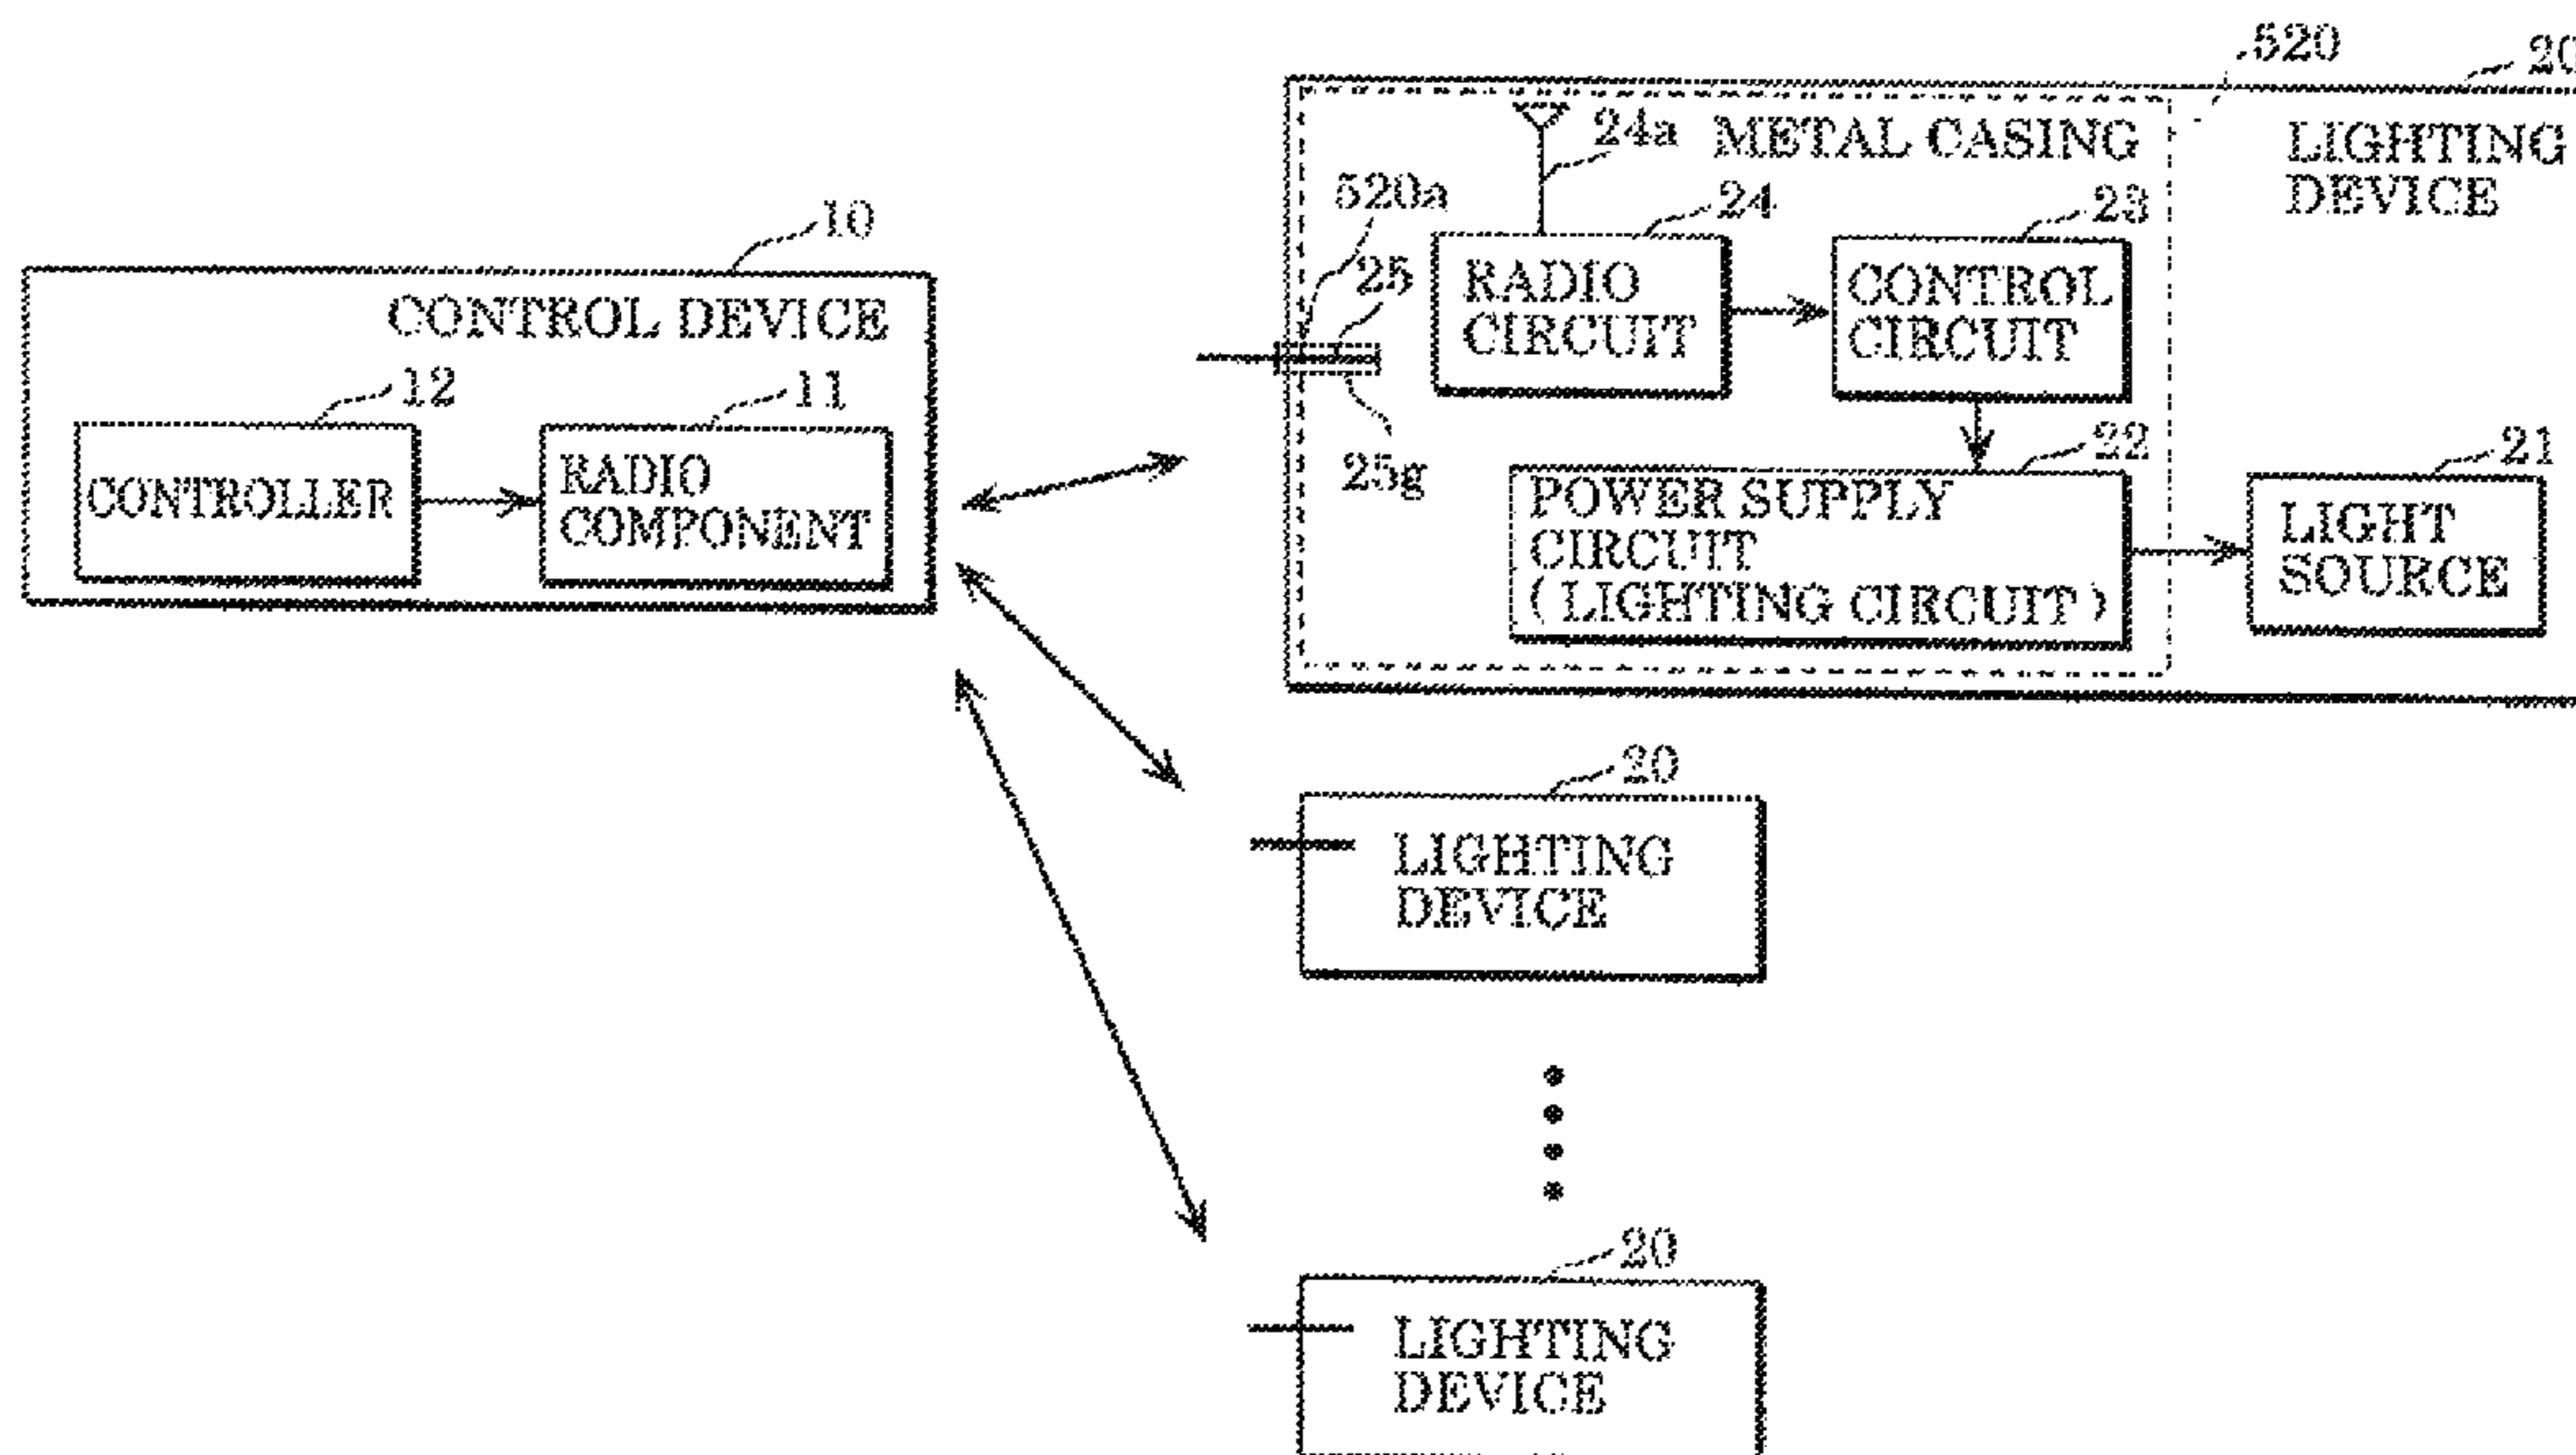 520
20
24a
METAL CASING
LIGHTING
DEVICE
520a
24
23
10
25
RADIO
CIRCUIT
CONTROL
CIRCUIT
CONTROL DEVICE
12
11
25g
22
21
CONTROLLER
RADIO
COMPONENT
POWER SUPPLY
CIRCUIT
(LIGHTING CIRCUIT)
LIGHT
SOURCE
20
LIGHTING
DEVICE
20
LIGHTING
DEVICE